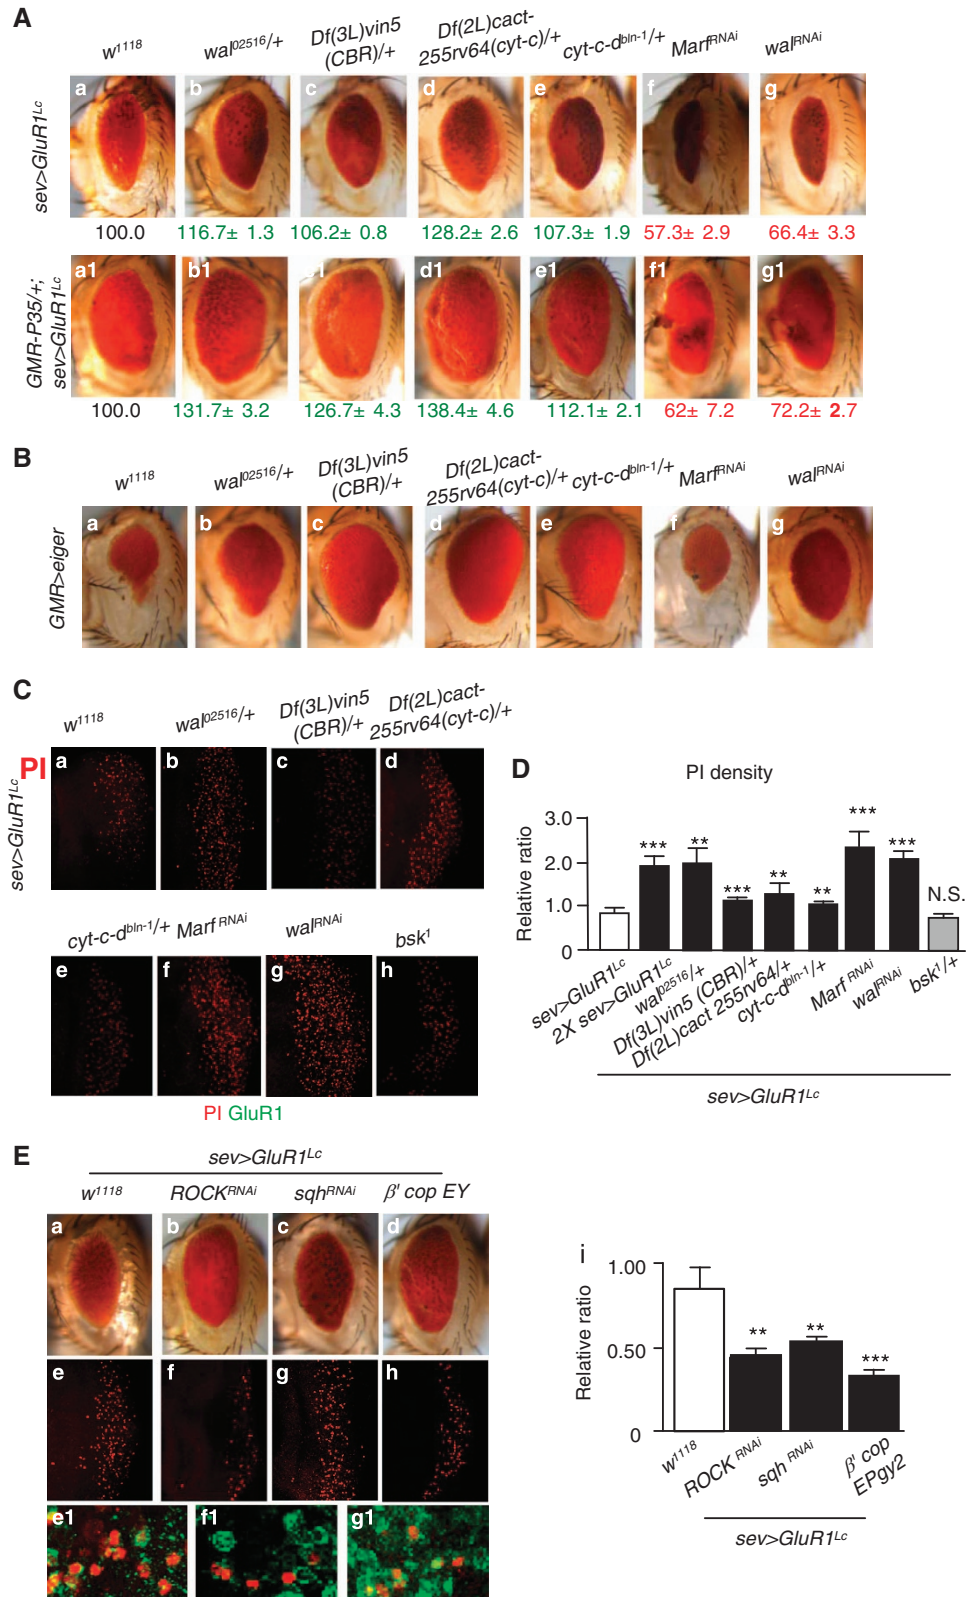 A
w1118
wal02516/+
Df(3L)vin5
(CBR)/+
Df(2L)cact-
255rv64(cyt-c)/+
cyt-c-dbln-1/+
MarfRNAi
walRNAi
sev>GluR1Lc
a b c d e f g
100.0 116.7± 1.3 106.2± 0.8 128.2± 2.6 107.3± 1.9 57.3± 2.9 66.4± 3.3
GMR-P35/+;
sev>GluR1Lc
a1 b1 c1 d1 e1 f1 g1
100.0 131.7± 3.2 126.7± 4.3 138.4± 4.6 112.1± 2.1 62± 7.2 72.2± 2.7
B
w1118
wal02516/+
Df(3L)vin5
(CBR)/+
Df(2L)cact-
255rv64(cyt-c)/+
cyt-c-dbln-1/+
MarfRNAi
walRNAi
GMR>eiger
a b c d e f g
C
w1118
wal02516/+
Df(3L)vin5
(CBR)/+
Df(2L)cact-
255rv64(cyt-c)/+
PI
sev>GluR1Lc
a b c d
cyt-c-dbln-1/+
Marf RNAi
walRNAi
bsk1
e f g h
PI GluR1
D
PI density
Relative ratio
3.0
2.0
1.0
0
*** ** *** ** ** *** *** N.S.
sev>GluR1Lc
2X sev>GluR1Lc
wal02516/+
Df(3L)vin5 (CBR)/+
Df(2L)cact 255rv64/+
cyt-c-dbln-1/+
Marf RNAi
walRNAi
bsk1/+
sev>GluR1Lc
E
sev>GluR1Lc
w1118 ROCKRNAi sqhRNAi β' cop EY
a b c d
e f g h
e1 f1 g1
i
Relative ratio
1.00
0.50
0
** ** ***
w1118
ROCK RNAi
sqh RNAi
β' cop
EPgy2
sev>GluR1Lc